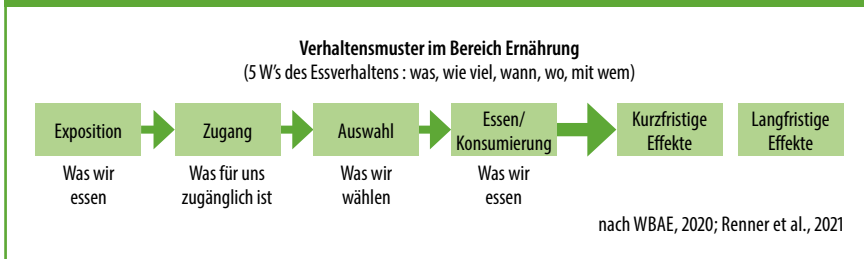 Verhaltensmuster im Bereich Ernährung
(5 W's des Essverhaltens : was, wie viel, wann, wo, mit wem)
Exposition
Zugang
Auswahl
Essen/
Konsumierung
Kurzfristige
Effekte
Langfristige
Effekte
Was wir
essen
Was für uns
zugänglich ist
Was wir
wählen
Was wir
essen
nach WBAE, 2020; Renner et al., 2021